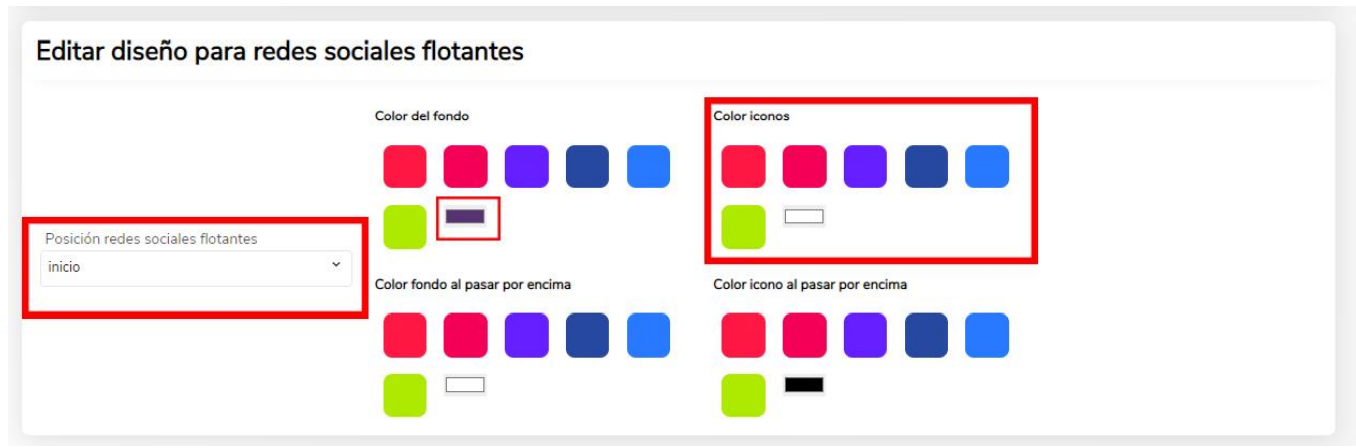 Editar diseño para redes sociales flotantes
Color del fondo
Color iconos
Posición redes sociales flotantes
inicio
Color fondo al pasar por encima
Color icono al pasar por encima